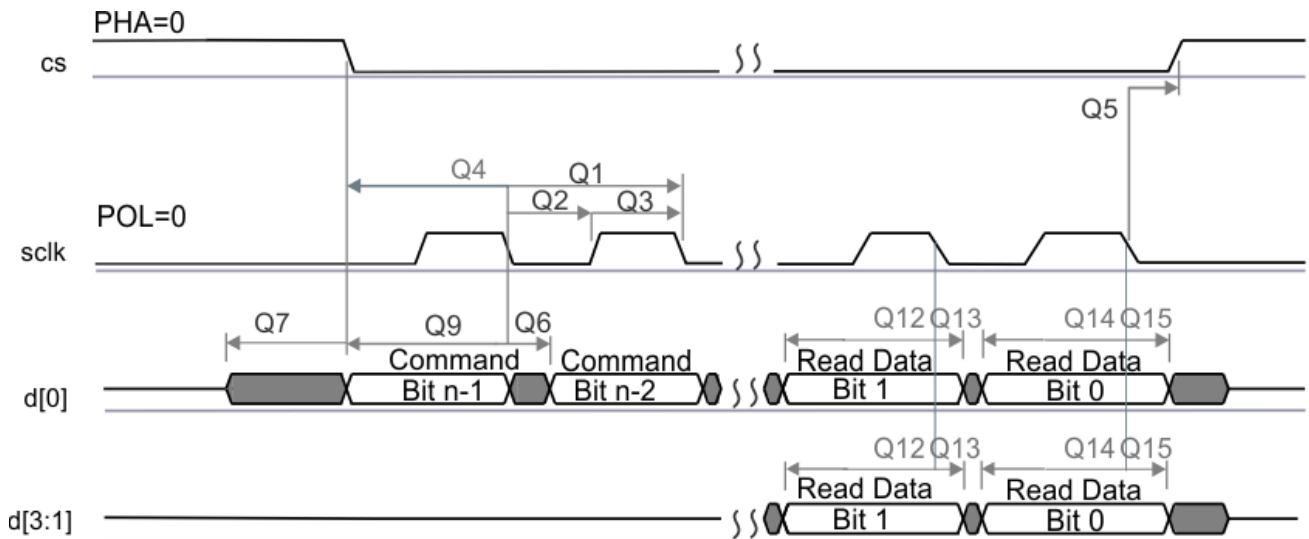 PHA=0
cs
Q5
Q4 Q1
Q2 Q3
POL=0
sclk
Q7 Q9 Q6 Q12 Q13 Q14 Q15
Command Command Read Data Read Data
d[0] Bit n-1 Bit n-2 Bit 1 Bit 0
Q12 Q13 Q14 Q15
Read Data Read Data
d[3:1] Bit 1 Bit 0